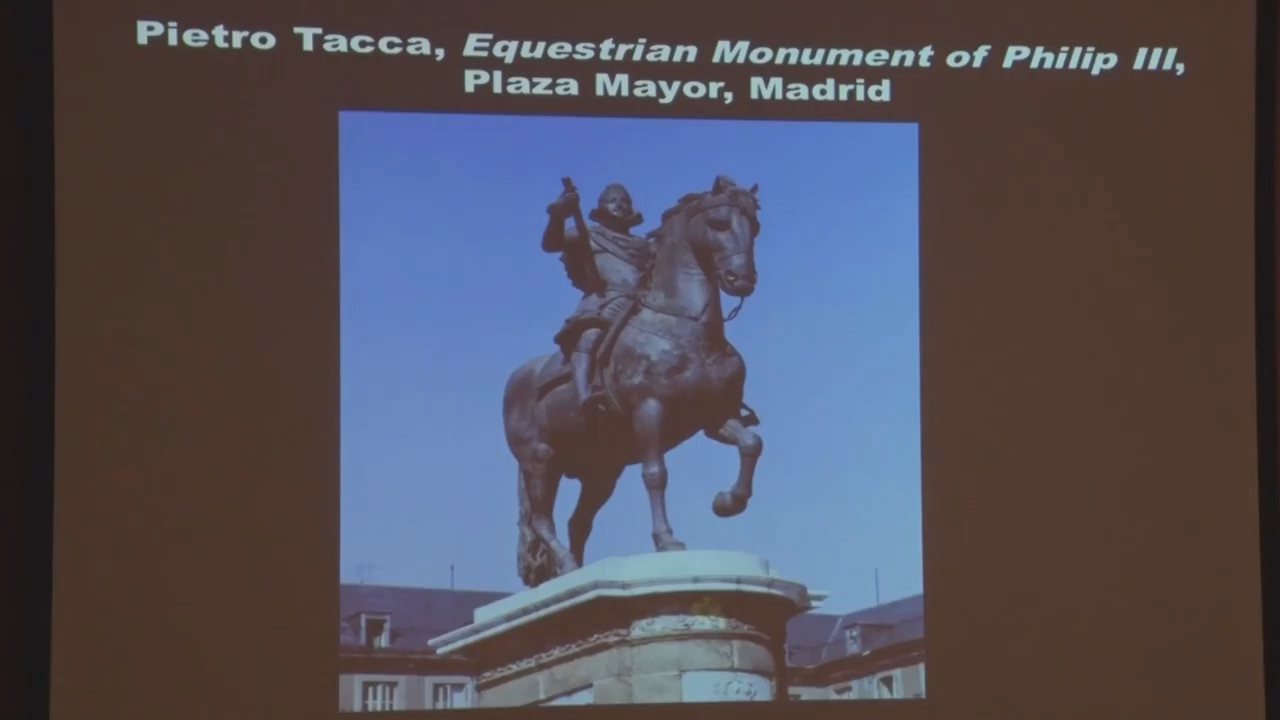 Pietro Tacca, Equestrian Monument of Philip III,
Plaza Mayor, Madrid